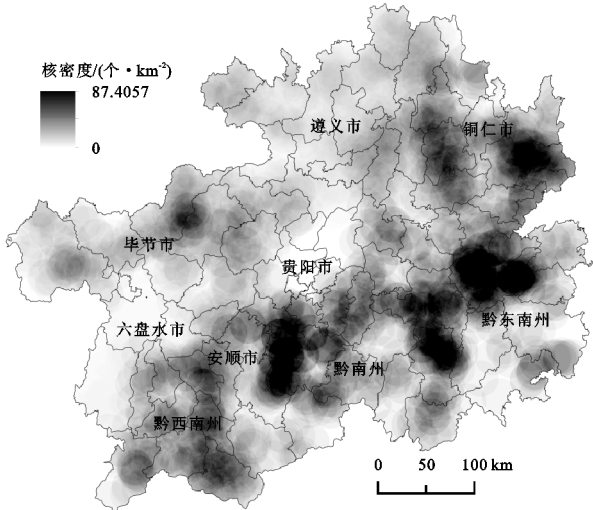 核密度/(个·km-2)
87.4057
0
遵义市
铜仁市
毕节市
贵阳市
六盘水市
安顺市
黔南州
黔东南州
黔西南州
0 50 100 km